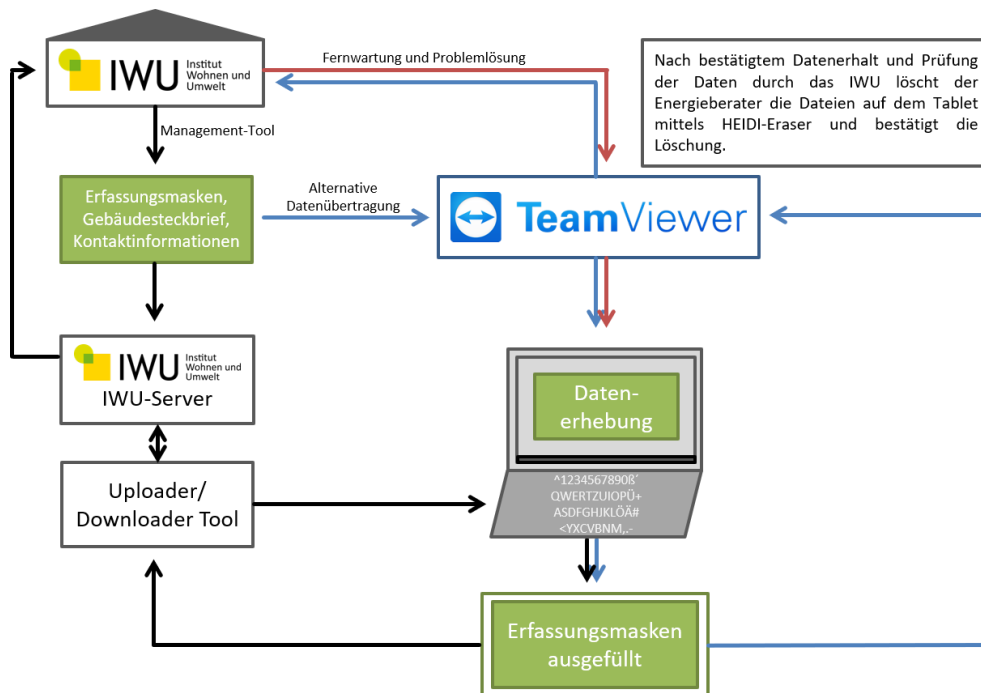 IWU
Institut
Wohnen und
Umwelt
Fernwartung und Problemlösung
Nach bestätigtem Datenerhalt und Prüfung
der Daten durch das IWU löscht der
Energieberater die Dateien auf dem Tablet
mittels HEIDI-Eraser und bestätigt die
Löschung.
Management-Tool
Erfassungsmasken,
Gebäudesteckbrief,
Kontaktinformationen
Alternative
Datenübertragung
TeamViewer
IWU
Institut
Wohnen und
Umwelt
IWU-Server
Daten-
erhebung
Uploader/
Downloader Tool
^1234567890ß´
QWERTZUIOPÜ+
ASDFGHJKLÖÄ#
<YXCVBNM,.-
Erfassungsmasken
ausgefüllt